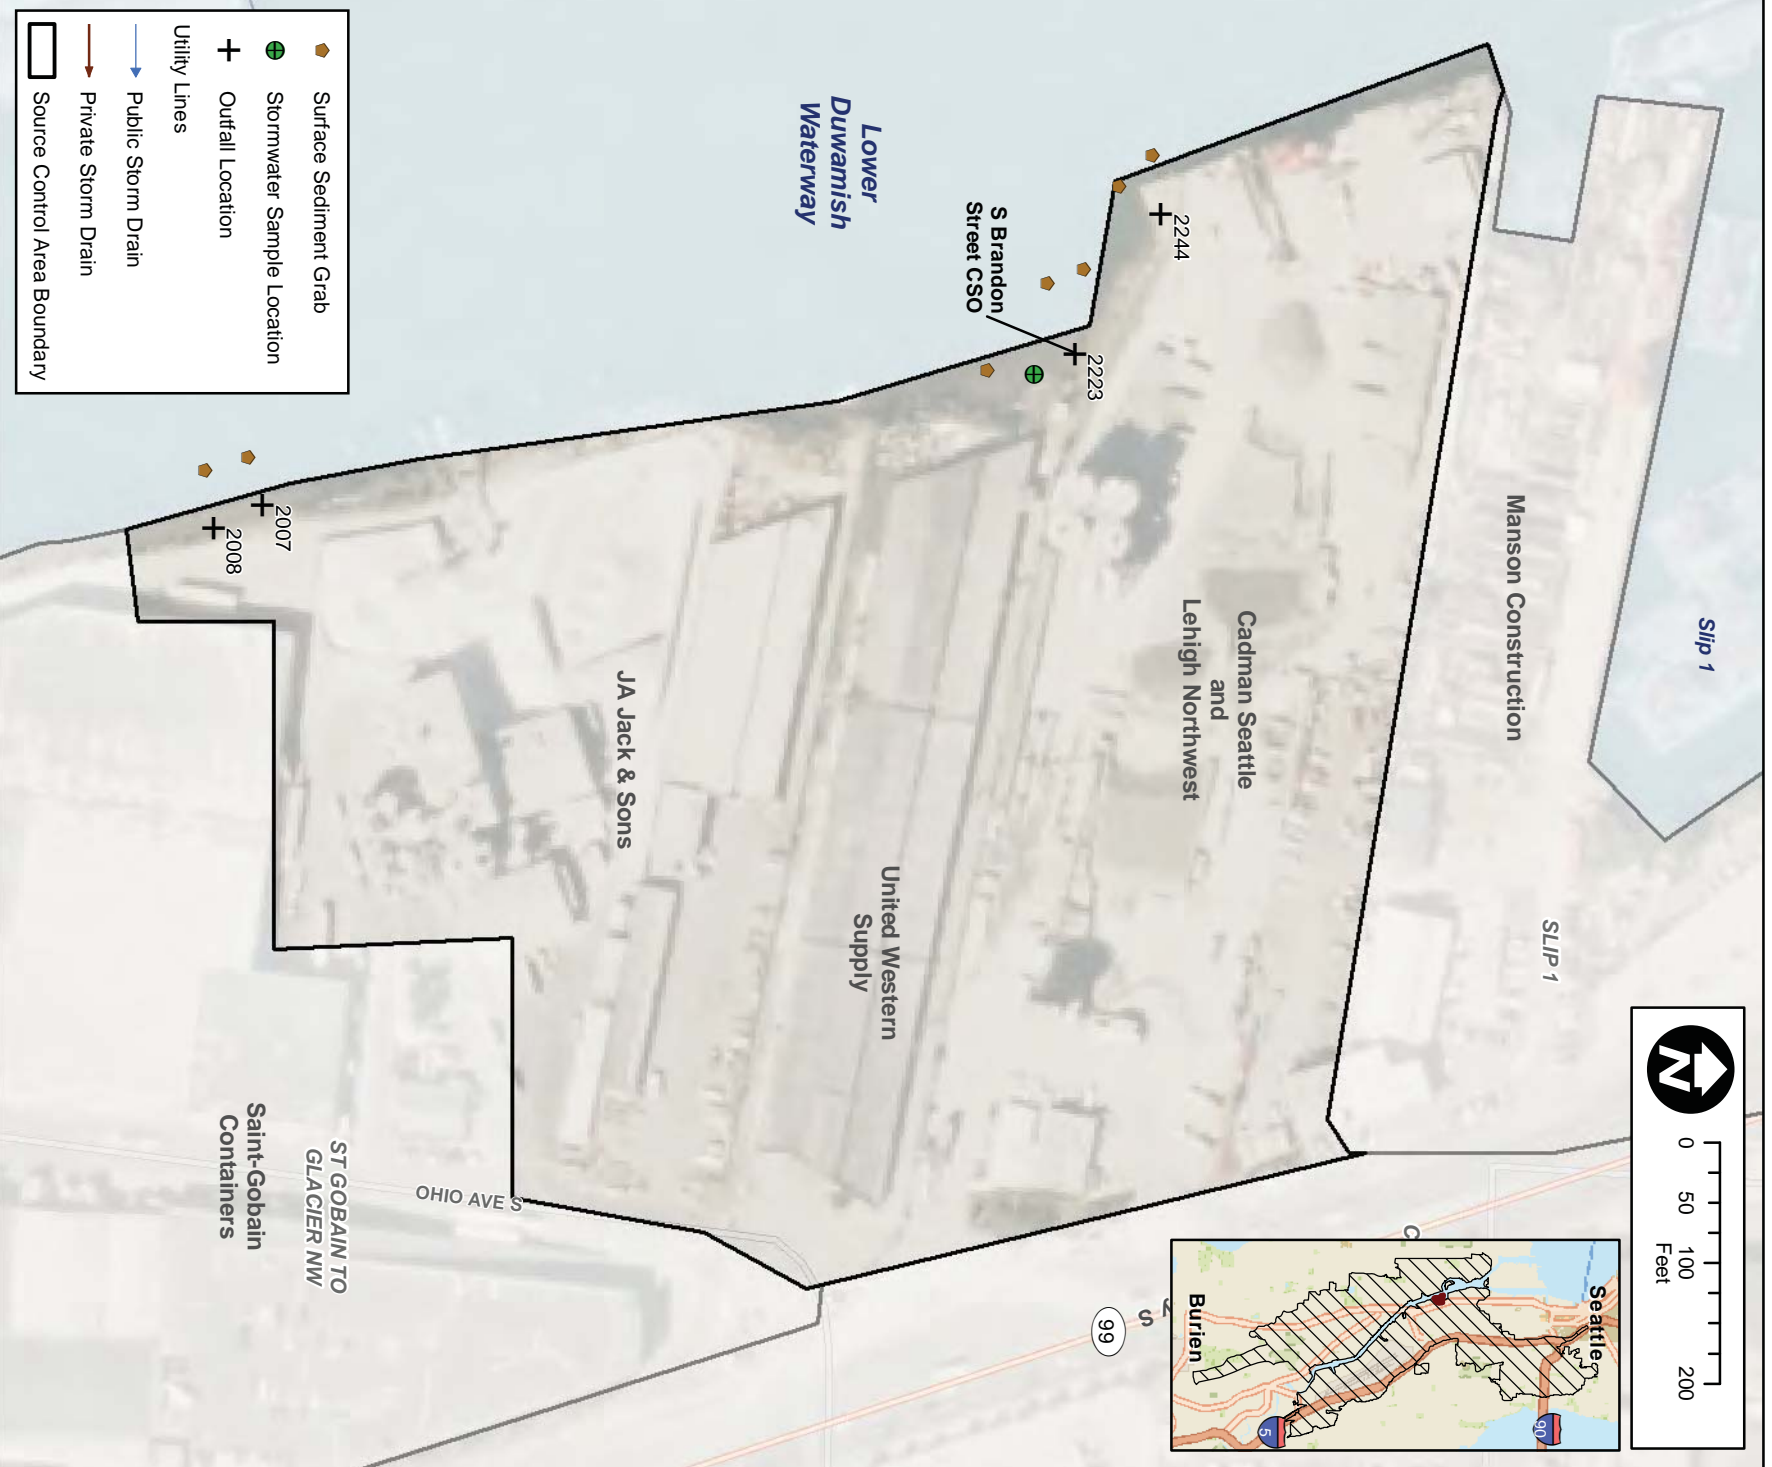 Slip 1
SLIP 1
Manson Construction
N
0 50 100 200
Feet
Seattle
Burien
90
5
2244
2223
S Brandon
Street CSO
Lower
Duwamish
Waterway
Cadman Seattle
and
Lehigh Northwest
United Western
Supply
JA Jack & Sons
2007
2008
OHIO AVE S
99
ST GOBAIN TO
GLACIER NW
Saint-Gobain
Containers
Surface Sediment Grab
Stormwater Sample Location
Outfall Location
Utility Lines
Public Storm Drain
Private Storm Drain
Source Control Area Boundary